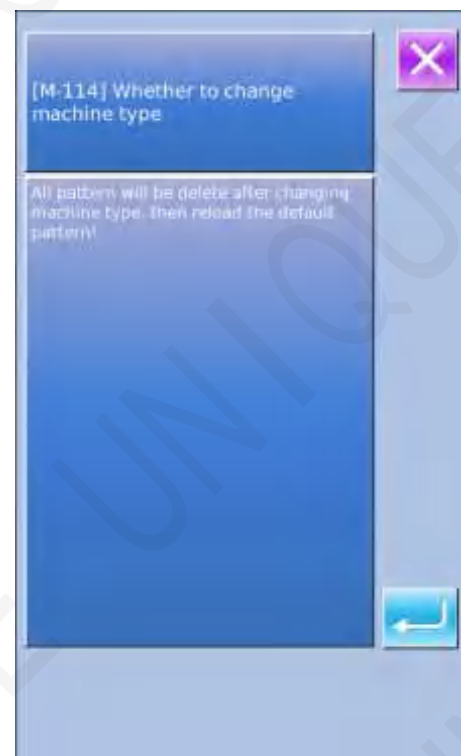 [M-114] Whether to change
machine type
All pattern will be delete after changing
machine type, then reload the default
pattern!
UNIQUE